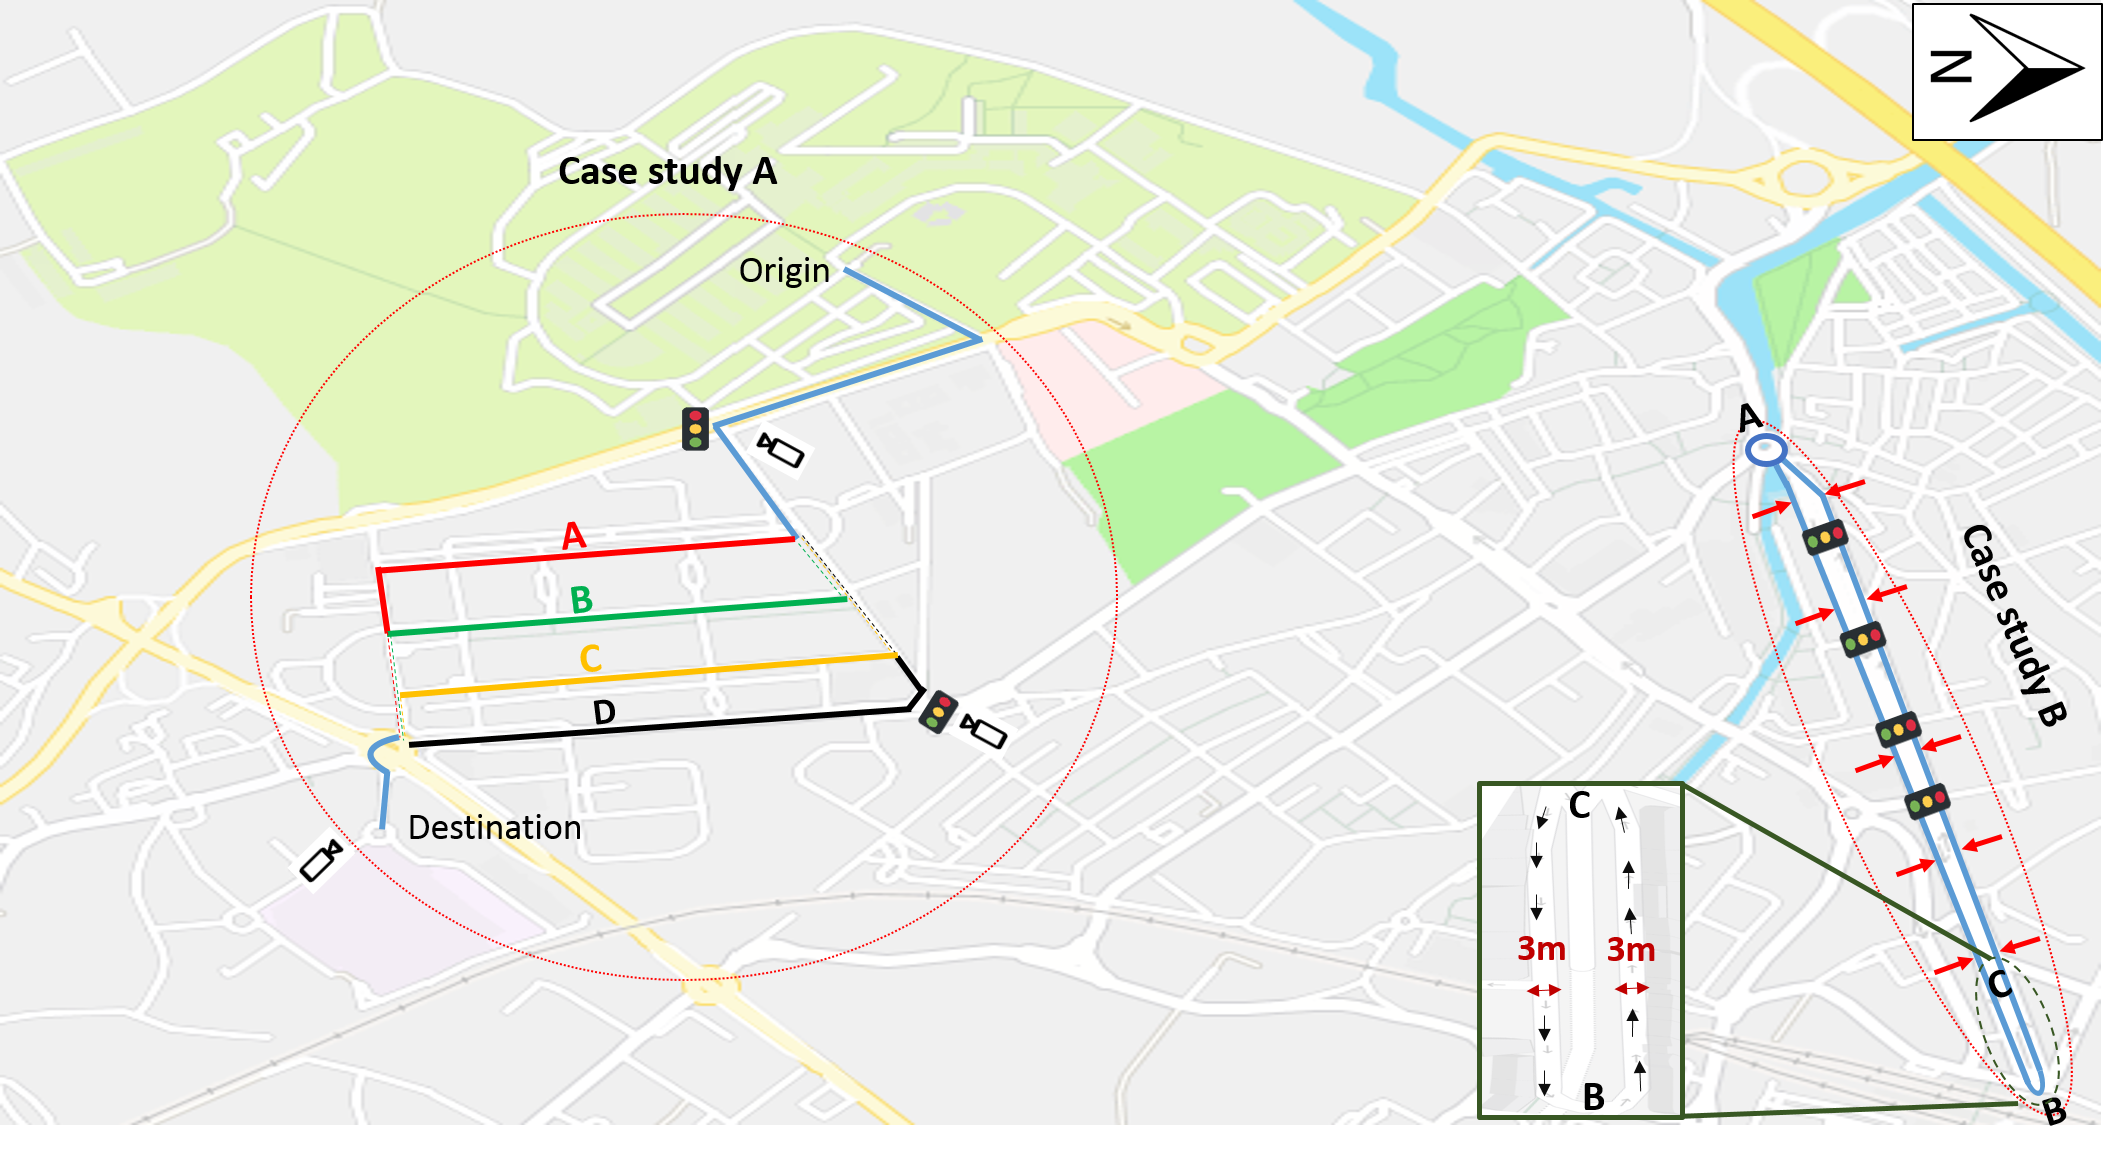 N
Case study A
Origin
A
A
B
C
D
Case study B
Destination
C
3m 3m
B
C
B